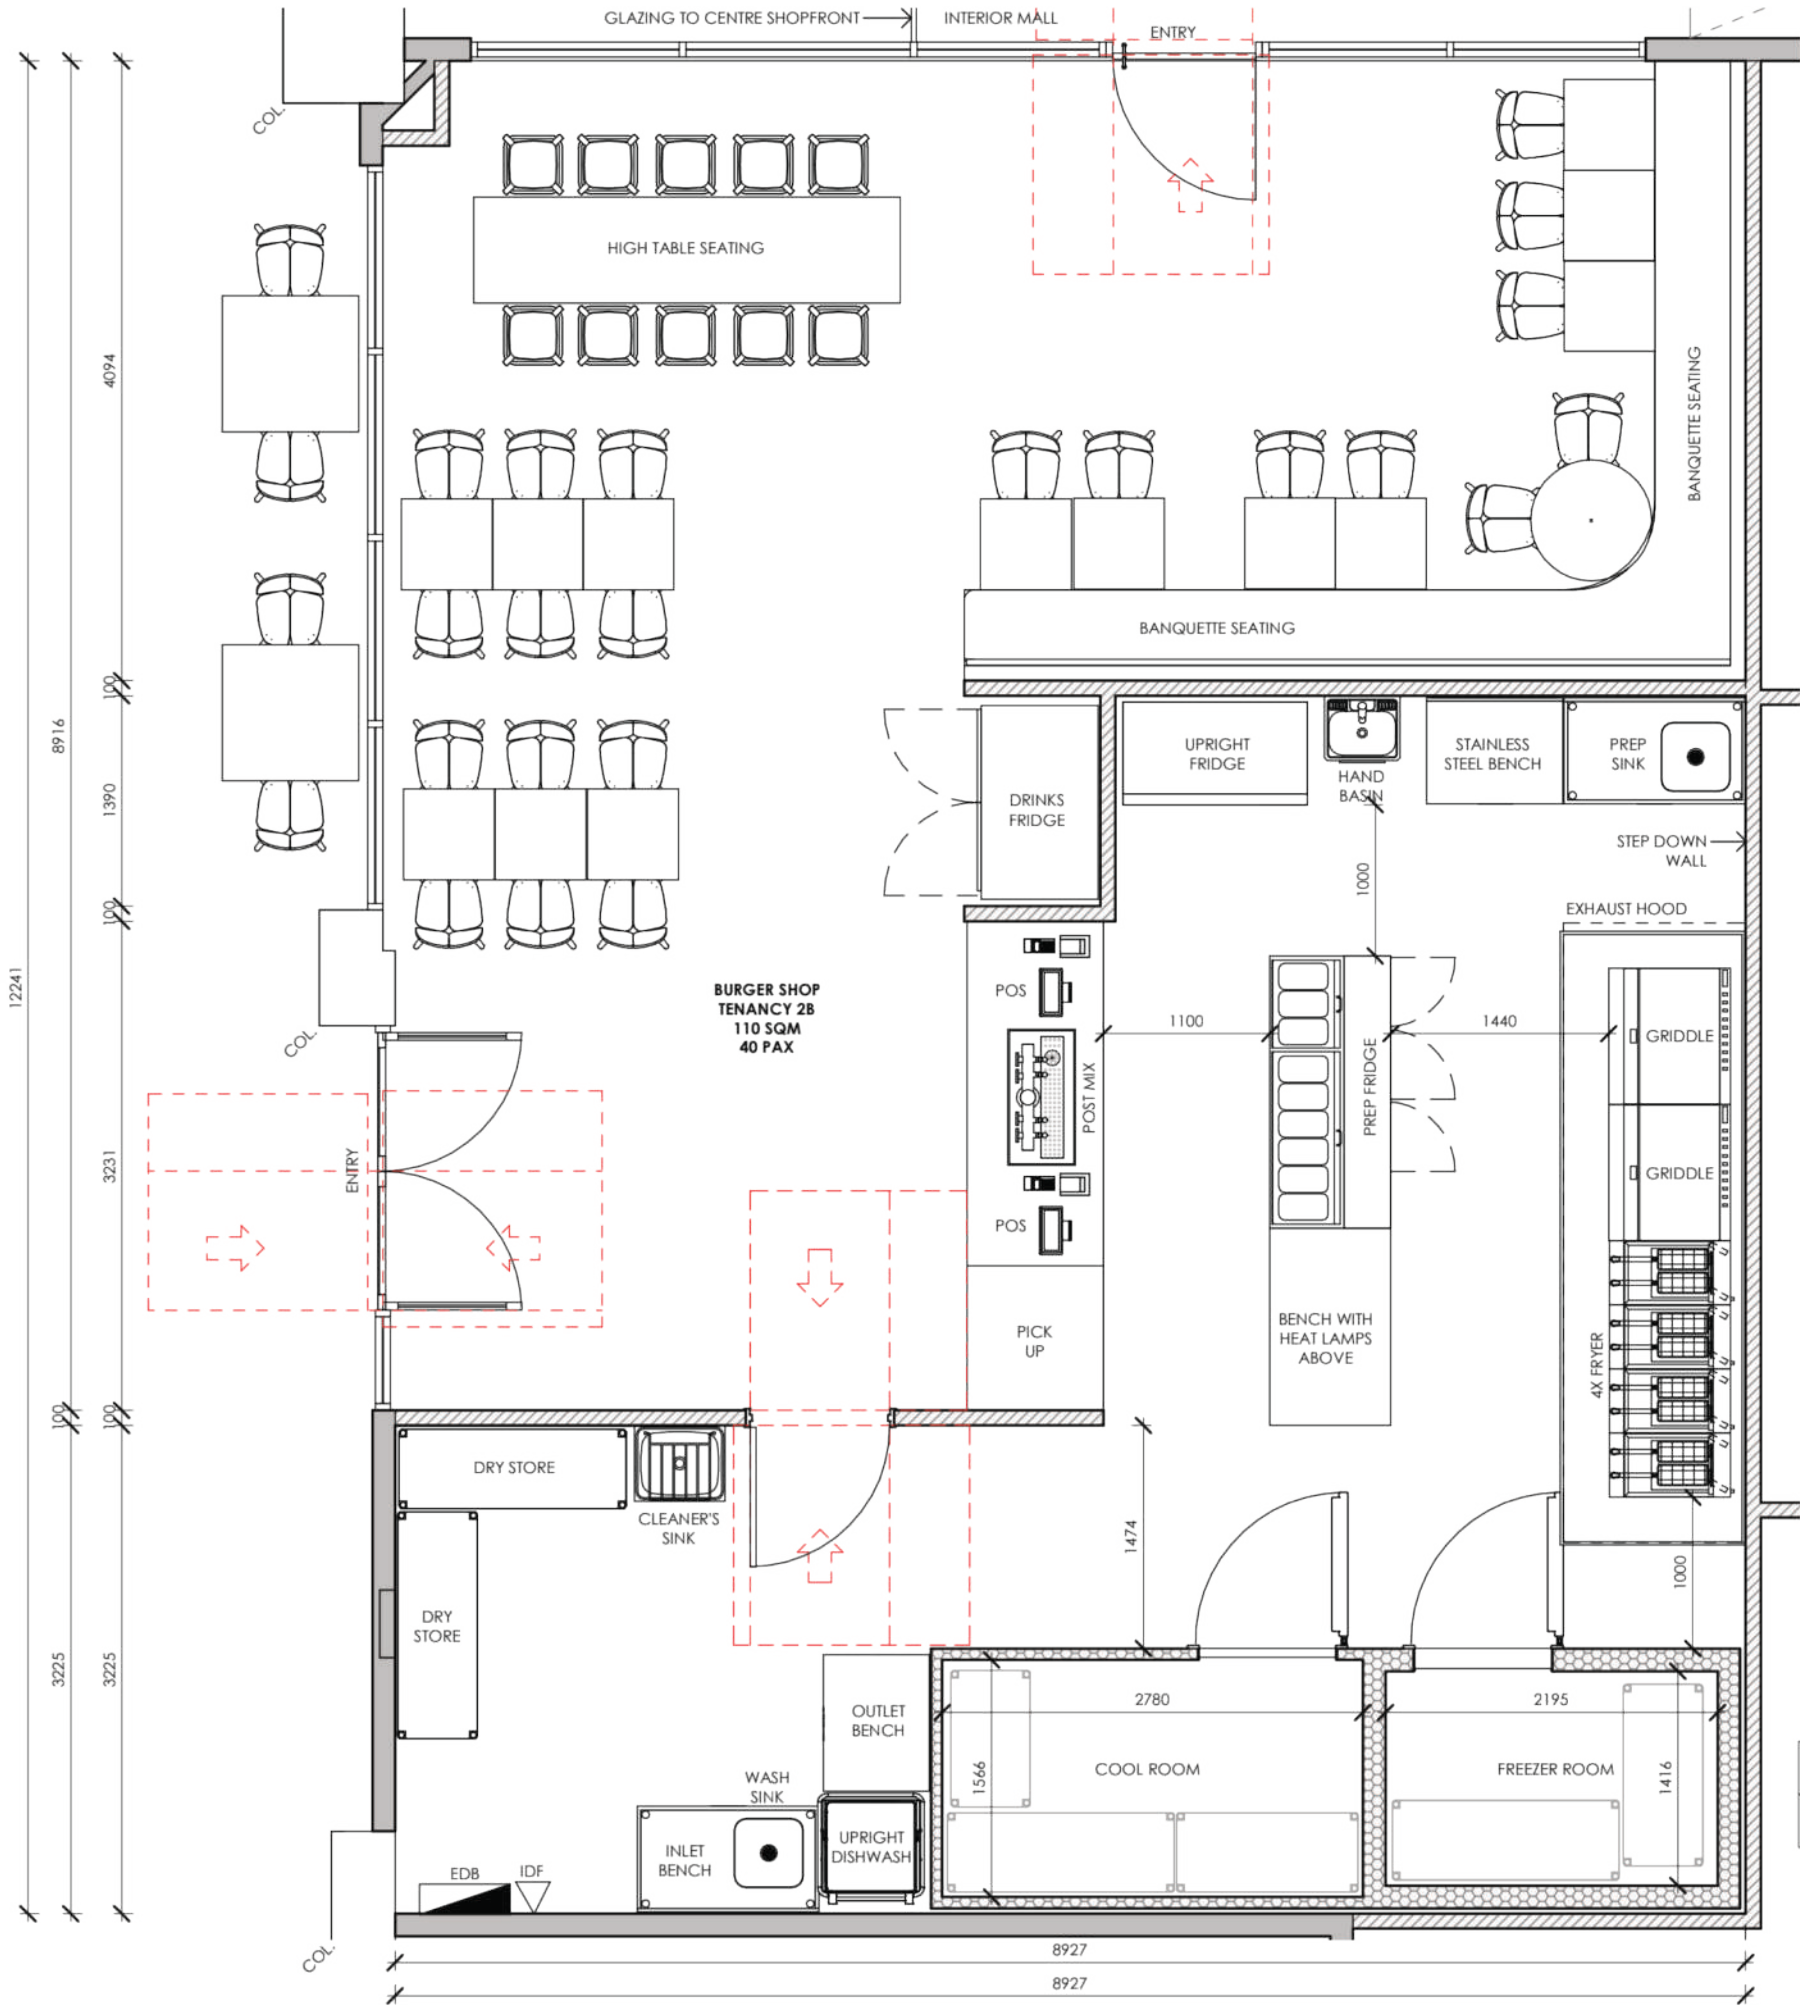 GLAZING TO CENTRE SHOPFRONT
INTERIOR MALL
ENTRY
COL.
HIGH TABLE SEATING
BANQUETTE SEATING
BANQUETTE SEATING
4094
100
8916
1390
100
12241
3231
100
100
3225
3225
UPRIGHT
FRIDGE
HAND
BASIN
STAINLESS
STEEL BENCH
PREP
SINK
DRINKS
FRIDGE
STEP DOWN
WALL
1000
EXHAUST HOOD
BURGER SHOP
TENANCY 2B
110 SQM
40 PAX
COL.
POS
1100
1440
GRIDDLE
PREP FRIDGE
POST MIX
ENTRY
GRIDDLE
POS
PICK
UP
BENCH WITH
HEAT LAMPS
ABOVE
4X FRYER
DRY STORE
CLEANER'S
SINK
1474
1000
DRY
STORE
OUTLET
BENCH
2780
2195
COOL ROOM
FREEZER ROOM
1566
1416
WASH
SINK
INLET
BENCH
UPRIGHT
DISHWASH
EDB
IDF
COL.
8927
8927